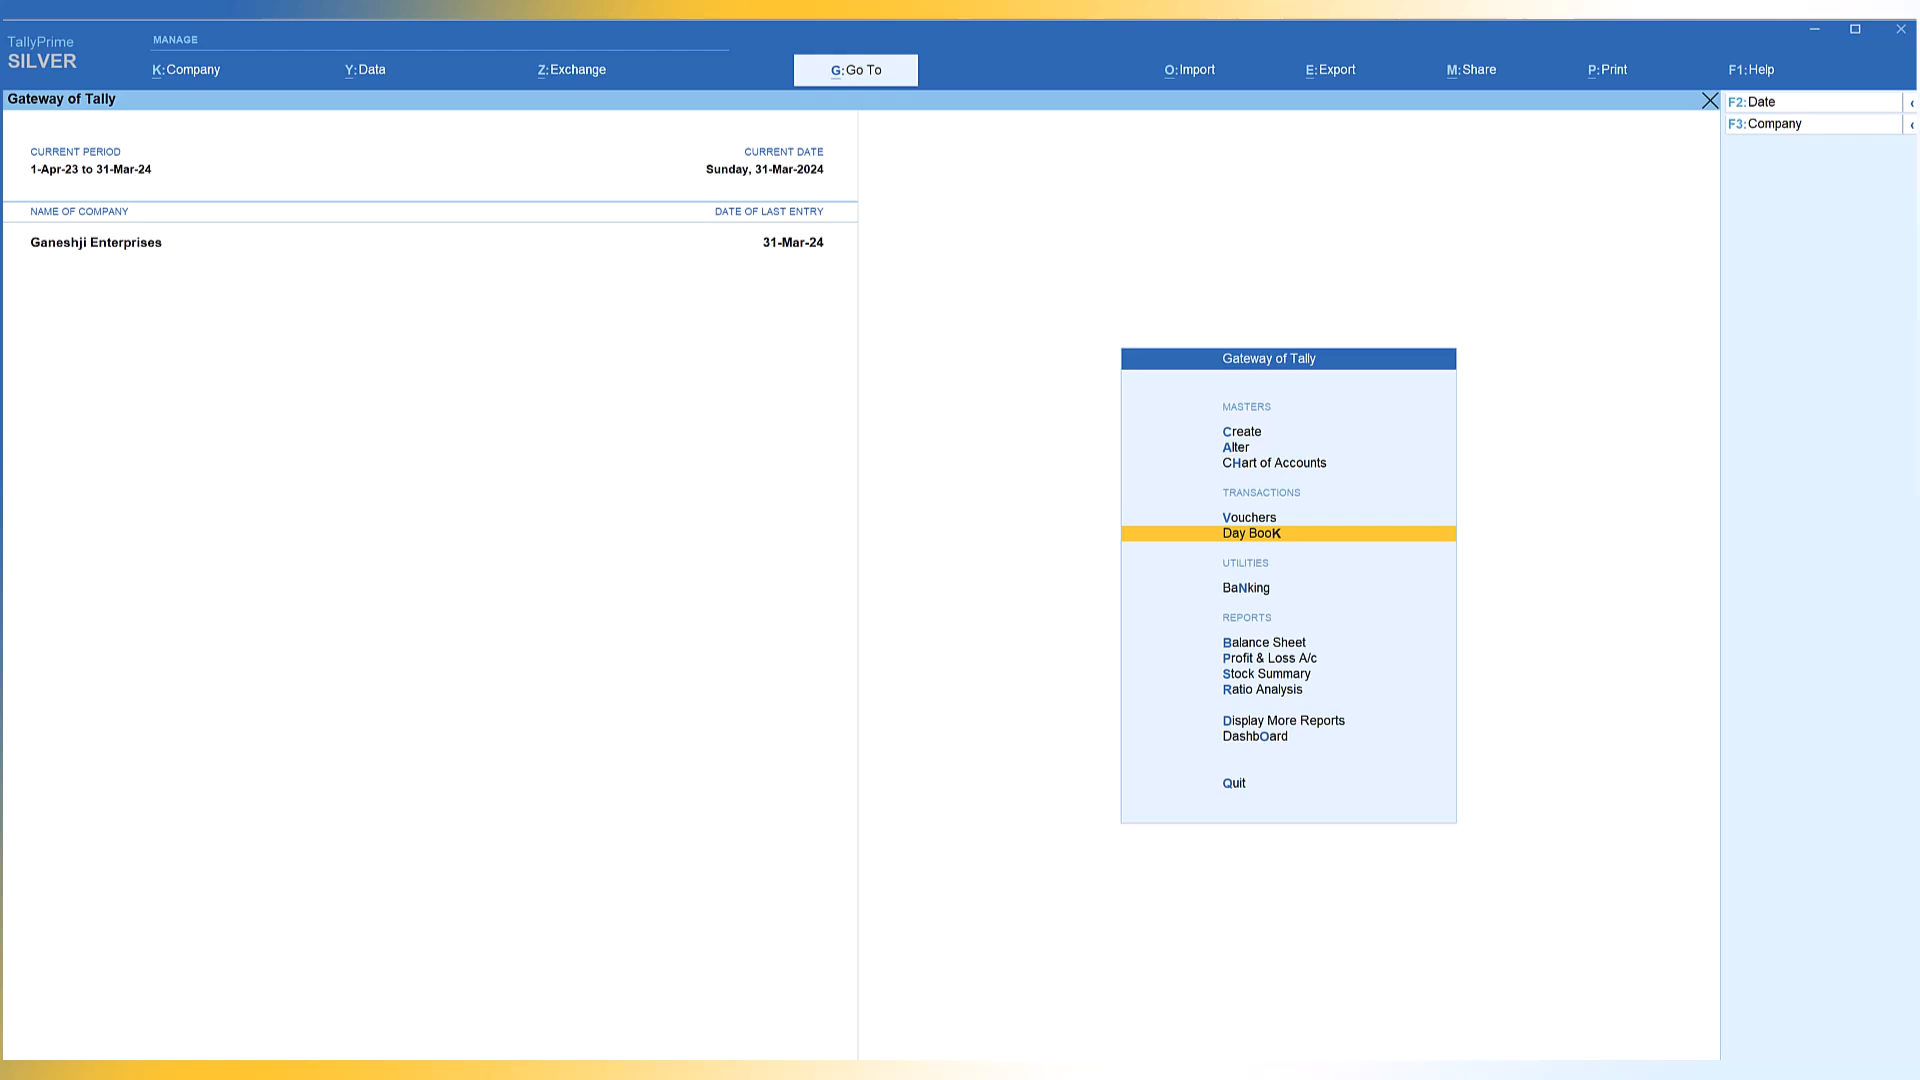 TallyPrime
SILVER
MANAGE
K:Company
Y:Data
Z:Exchange
G:Go To
O:Import
E:Export
M:Share
P:Print
F1:Help
Gateway of Tally
F2:Date
F3:Company
CURRENT PERIOD
CURRENT DATE
1-Apr-23 to 31-Mar-24
Sunday, 31-Mar-2024
NAME OF COMPANY
DATE OF LAST ENTRY
Ganeshji Enterprises
31-Mar-24
Gateway of Tally
MASTERS
Create
Alter
CHart of Accounts
TRANSACTIONS
Vouchers
Day BooK
UTILITIES
BaNking
REPORTS
Balance Sheet
Profit & Loss A/c
Stock Summary
Ratio Analysis
Display More Reports
DashbOard
Quit